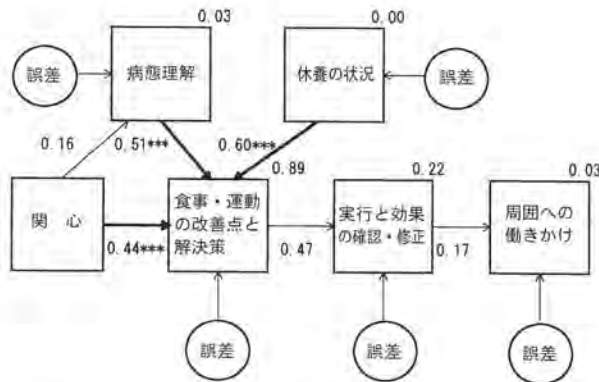 0.03
0.00
誤差
病態理解
休養の状況
誤差
0.16
0.51***
0.60***
0.89
0.22
0.03
関 心
食事・運動
の改善点と
解決策
実行と効果
の確認・修正
周囲への
働きかけ
0.44***
0.47
0.17
誤差
誤差
誤差